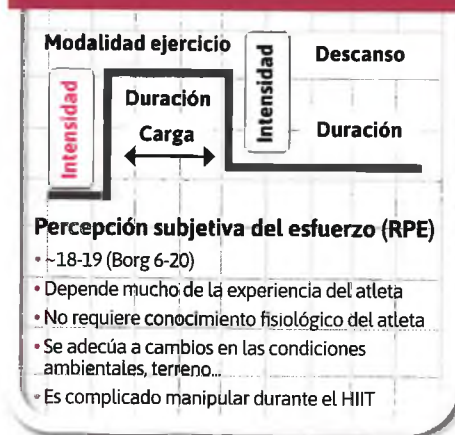 Modalidad ejercicio
Descanso
Intensidad
Duración
Carga
Intensidad
Duración
Percepción subjetiva del esfuerzo (RPE)
• ~18-19 (Borg 6-20)
• Depende mucho de la experiencia del atleta
• No requiere conocimiento fisiológico del atleta
• Se adecúa a cambios en las condiciones
ambientales, terreno...
• Es complicado manipular durante el HIIT